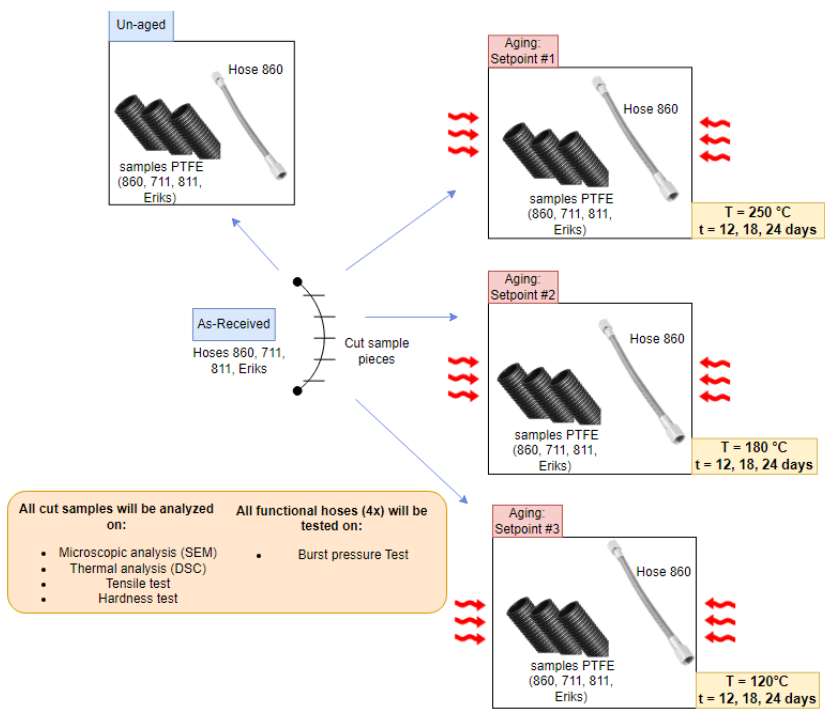 Un-aged
Hose 860
samples PTFE
(860, 711, 811,
Eriks)
Aging:
Setpoint #1
Hose 860
samples PTFE
(860, 711, 811,
Eriks)
T = 250 °C
t = 12, 18, 24 days
As-Received
Hoses 860, 711,
811, Eriks
Cut sample
pieces
Aging:
Setpoint #2
Hose 860
samples PTFE
(860, 711, 811,
Eriks)
T = 180 °C
t = 12, 18, 24 days
All cut samples will be analyzed
on:
• Microscopic analysis (SEM)
• Thermal analysis (DSC)
• Tensile test
• Hardness test
All functional hoses (4x) will be
tested on:
• Burst pressure Test
Aging:
Setpoint #3
Hose 860
samples PTFE
(860, 711, 811,
Eriks)
T = 120°C
t = 12, 18, 24 days